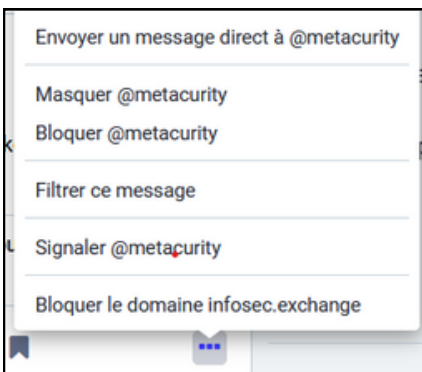 Envoyer un message direct à @metacurity
Masquer @metacurity
Bloquer @metacurity
Filtrer ce message
Signaler @metacurity
Bloquer le domaine infosec.exchange